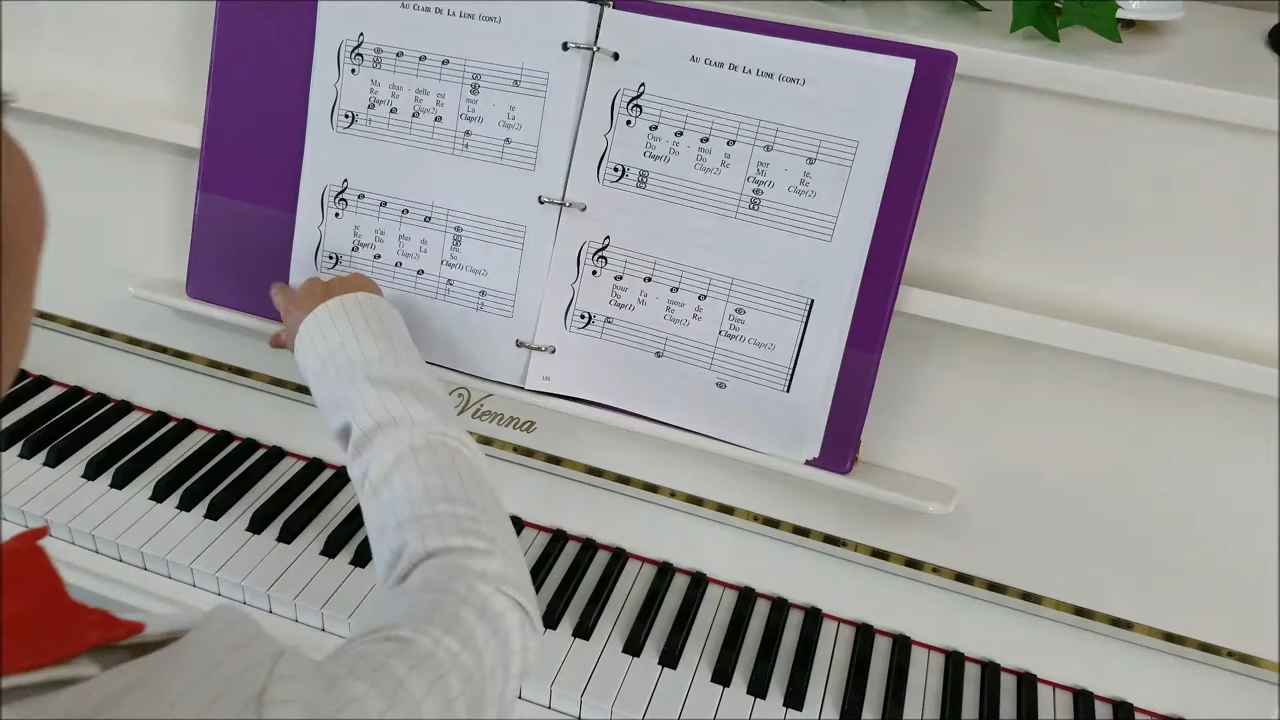 AU CLAIR DE LA LUNE (CONT.)
Ma chan - delle est mor - te
Re Re Re Re La La
Clap(1) Clap(2) Clap(1) Clap(2)
4
je n'ai plus de feu.
Re Do Ti La So
Clap(1) Clap(2) Clap(1) Clap(2)
2
135
AU CLAIR DE LA LUNE (CONT.)
Ouv - re - moi ta por - te,
Do Do Do Re Mi Re
Clap(1) Clap(2) Clap(1) Clap(2)
pour l'a - mour de Dieu.
Do Mi Re Re Do
Clap(1) Clap(2) Clap(1) Clap(2)
Vienna